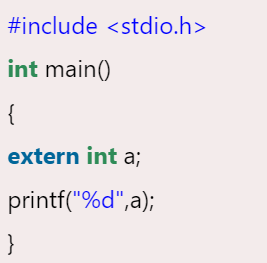 #include <stdio.h>
int main()
{
extern int a;
printf("%d",a);
}